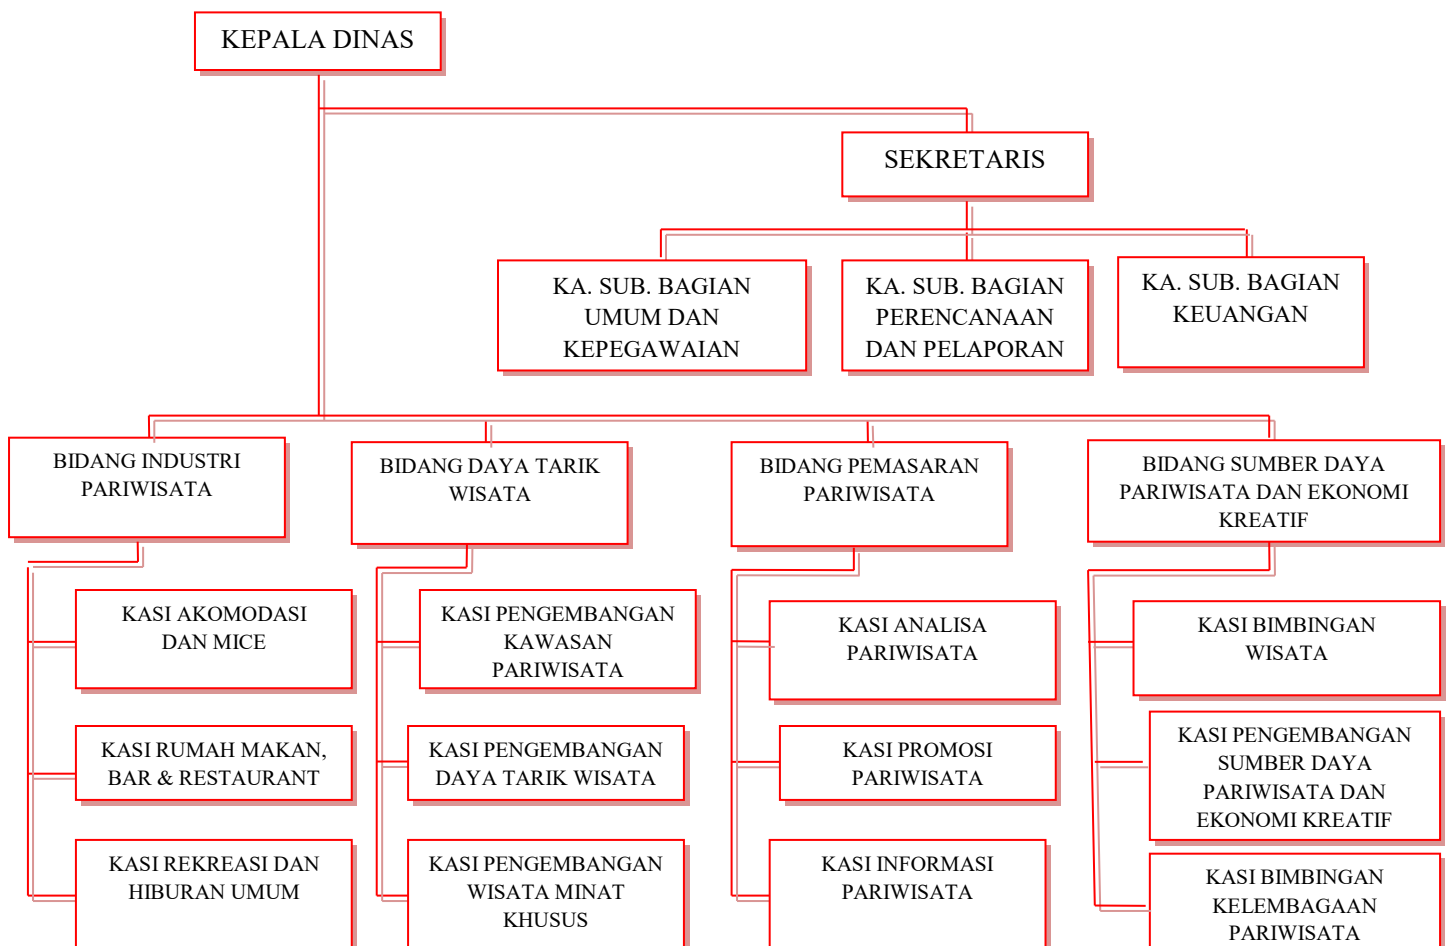 KEPALA DINAS
SEKRETARIS
KA. SUB. BAGIAN
UMUM DAN
KEPEGAWAIAN
KA. SUB. BAGIAN
PERENCANAAN
DAN PELAPORAN
KA. SUB. BAGIAN
KEUANGAN
BIDANG INDUSTRI
PARIWISATA
BIDANG DAYA TARIK
WISATA
BIDANG PEMASARAN
PARIWISATA
BIDANG SUMBER DAYA
PARIWISATA DAN EKONOMI
KREATIF
KASI AKOMODASI
DAN MICE
KASI PENGEMBANGAN
KAWASAN
PARIWISATA
KASI ANALISA
PARIWISATA
KASI BIMBINGAN
WISATA
KASI RUMAH MAKAN,
BAR & RESTAURANT
KASI PENGEMBANGAN
DAYA TARIK WISATA
KASI PROMOSI
PARIWISATA
KASI PENGEMBANGAN
SUMBER DAYA
PARIWISATA DAN
EKONOMI KREATIF
KASI REKREASI DAN
HIBURAN UMUM
KASI PENGEMBANGAN
WISATA MINAT
KHUSUS
KASI INFORMASI
PARIWISATA
KASI BIMBINGAN
KELEMBAGAAN
PARIWISATA